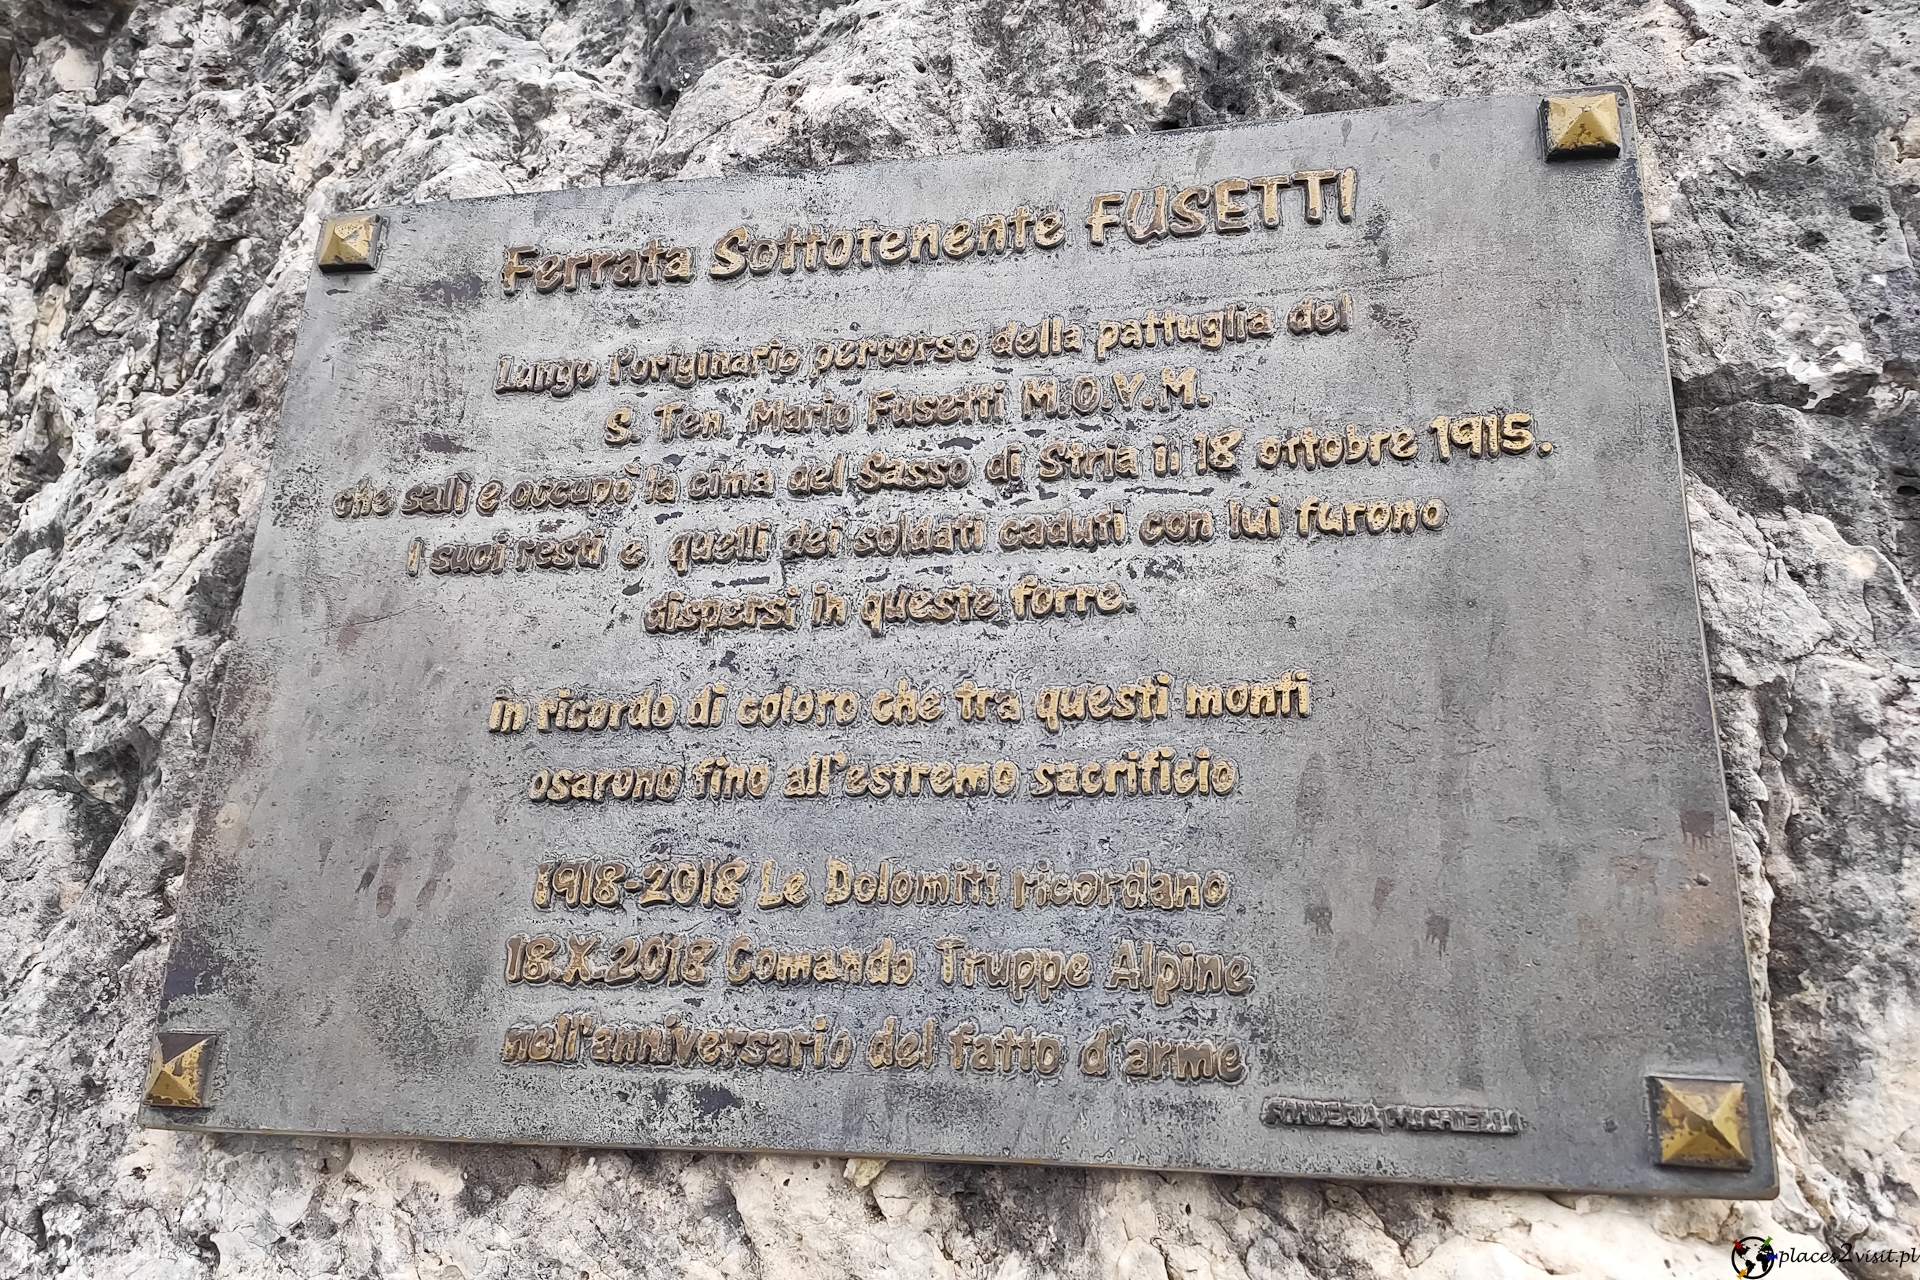 Ferrata Sottotenente FUSETTI
Lungo l'originario percorso della pattuglia del
S. Ten. Mario Fusetti M.O.V.M.
che salì e occupò la cima del Sasso di Stria il 18 ottobre 1915.
I suoi resti e quelli dei soldati caduti con lui furono
dispersi in queste forre.
in ricordo di coloro che tra questi monti
osarono fino all'estremo sacrificio
1918-2018 Le Dolomiti ricordano
18.X.2018 Comando Truppe Alpine
nell'anniversario del fatto d'arme
places2visit.pl